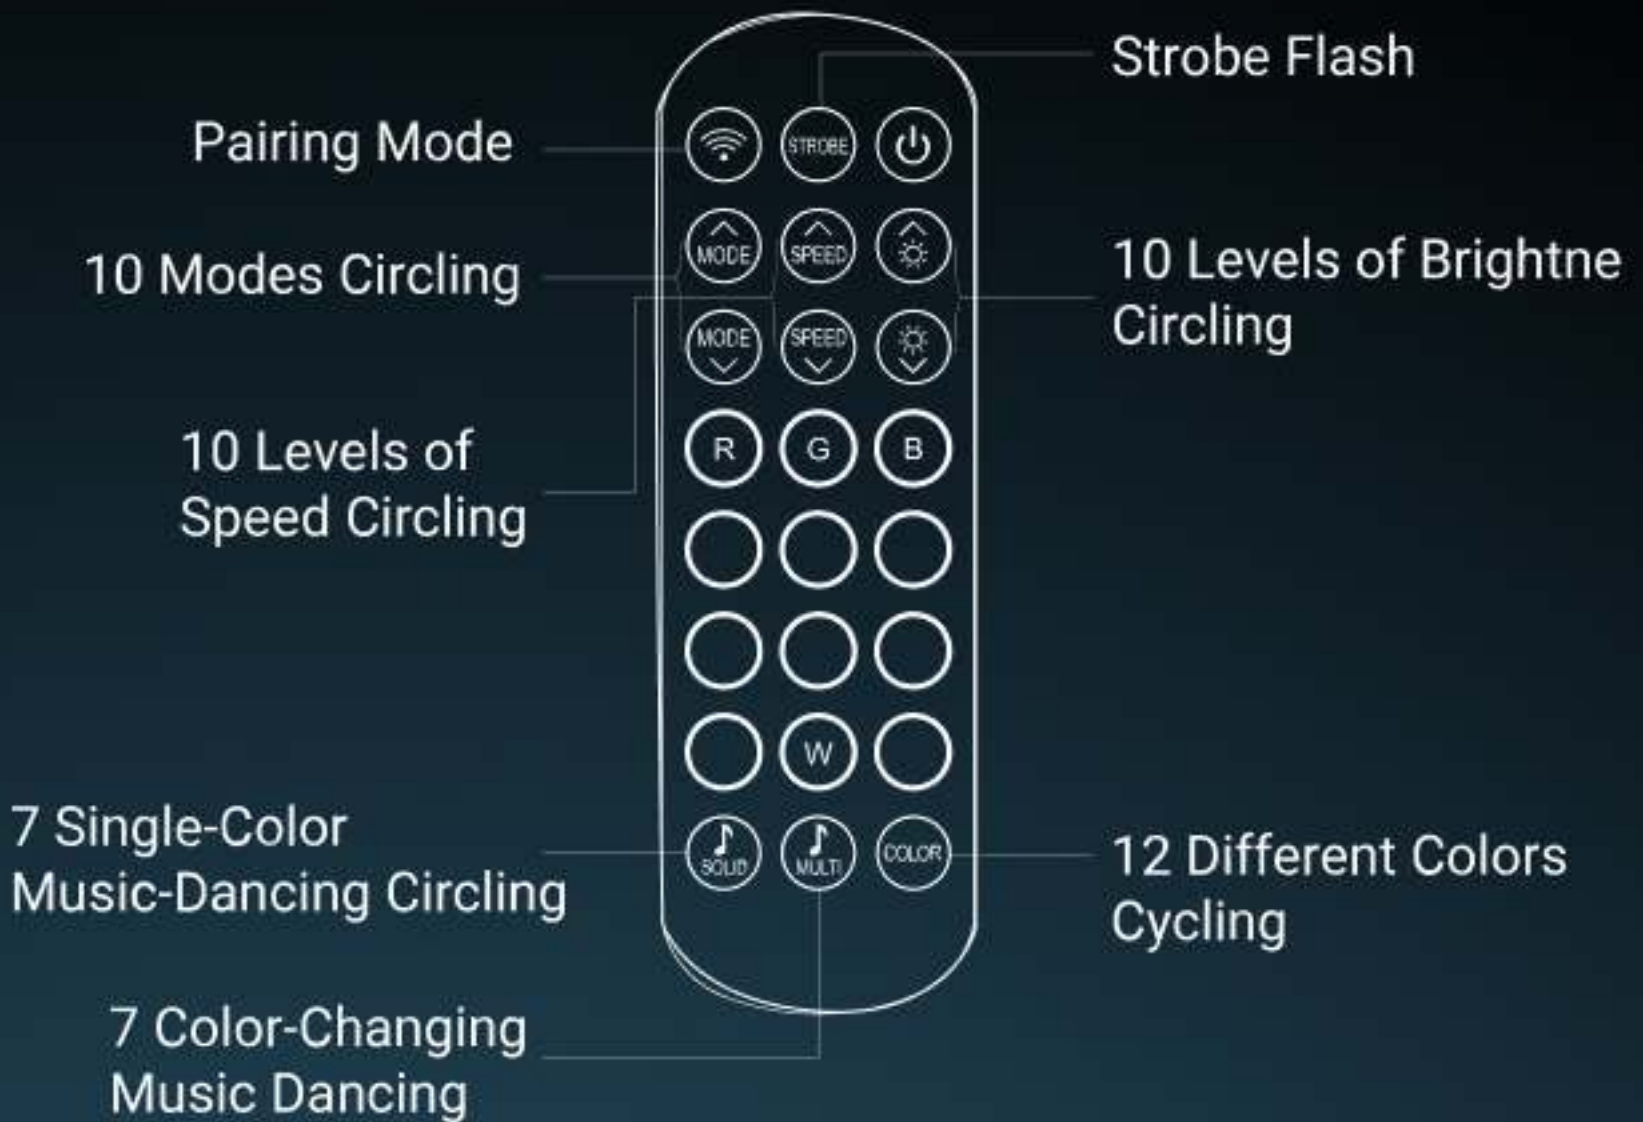 Strobe Flash
Pairing Mode
STROBE
10 Modes Circling
MODE
SPEED
10 Levels of Brightne
Circling
MODE
SPEED
10 Levels of
Speed Circling
R
G
B
W
7 Single-Color
Music-Dancing Circling
SOLID
MULTI
COLOR
12 Different Colors
Cycling
7 Color-Changing
Music Dancing